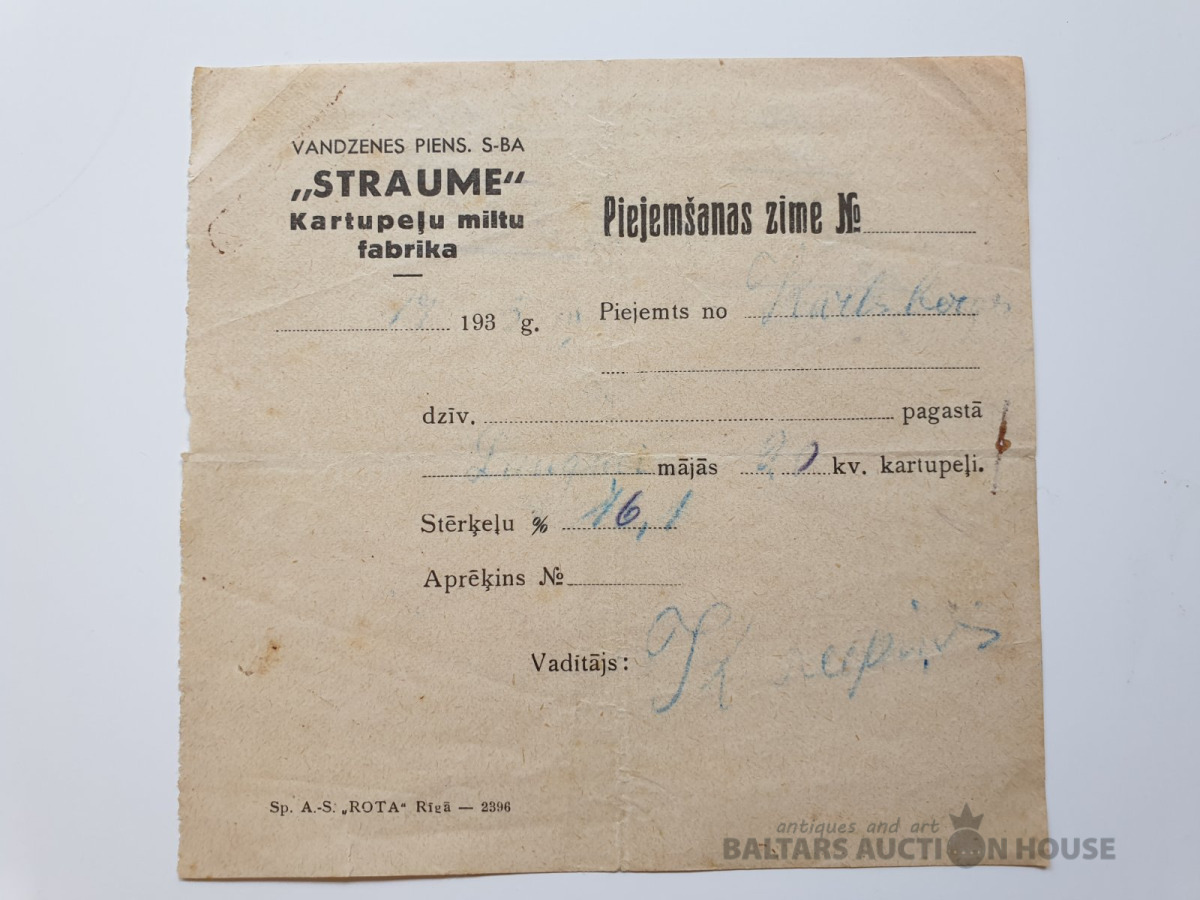 VANDZENES PIENS. S-BA
„STRAUME“
Kartupeļu miltu
fabrika
Piejemšanas zime №
193 g.
Piejemts no
dzīv. pagastā
mājās kv. kartupeļi.
Stērķeļu % 16,1
Aprēķins №
Vadītājs:
Sp. A.-S. „ROTA“ Rīgā — 2396
antiques and art
BALTARS AUCTION HOUSE